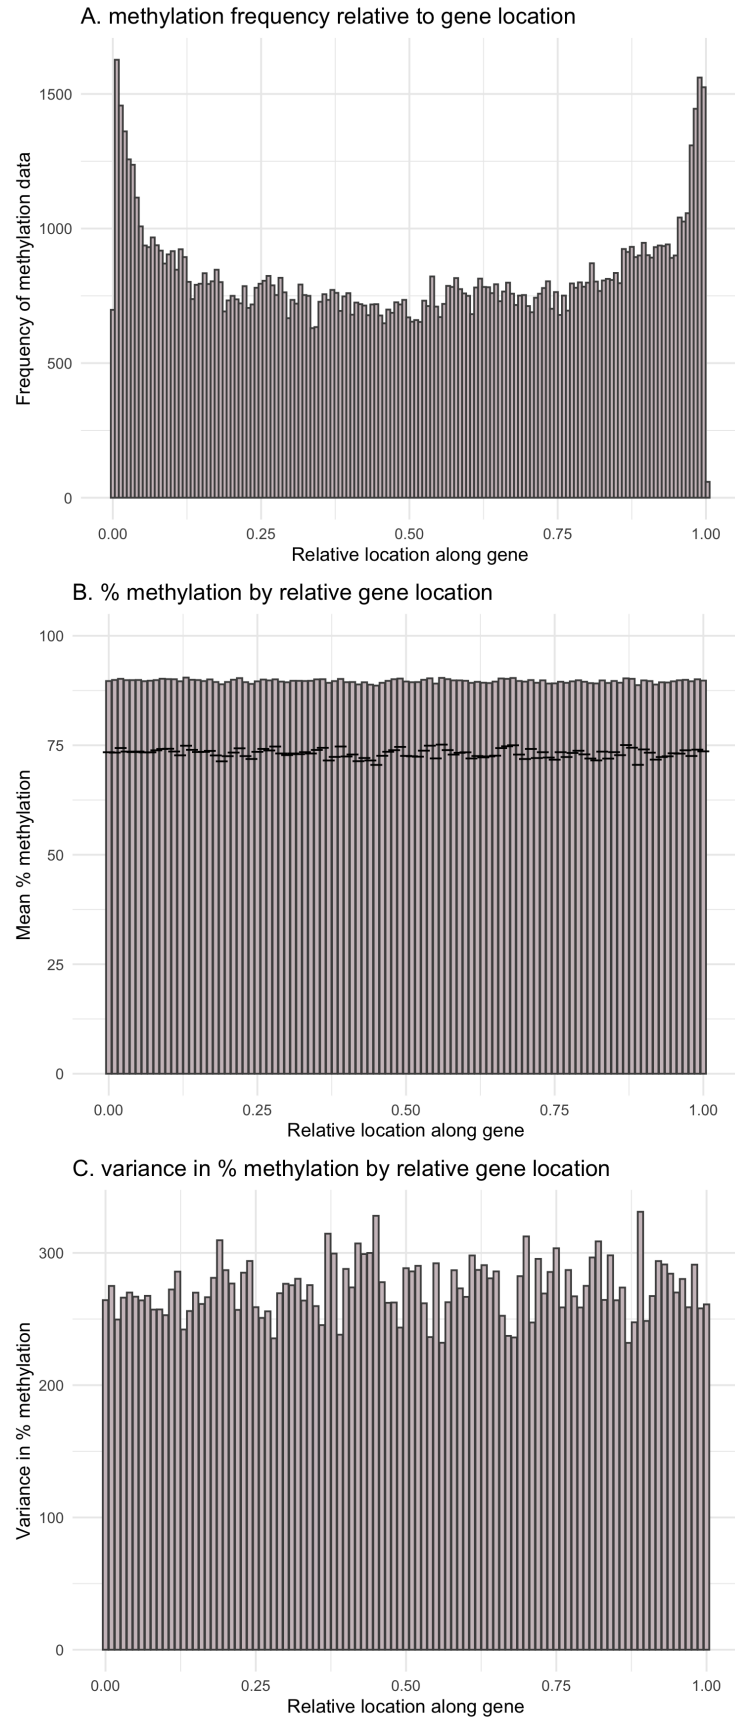 A. methylation frequency relative to gene location
1500
1000
500
0
Frequency of methylation data
0.00 0.25 0.50 0.75 1.00
Relative location along gene
B. % methylation by relative gene location
100
75
50
25
0
Mean % methylation
0.00 0.25 0.50 0.75 1.00
Relative location along gene
C. variance in % methylation by relative gene location
300
200
100
0
Variance in % methylation
0.00 0.25 0.50 0.75 1.00
Relative location along gene